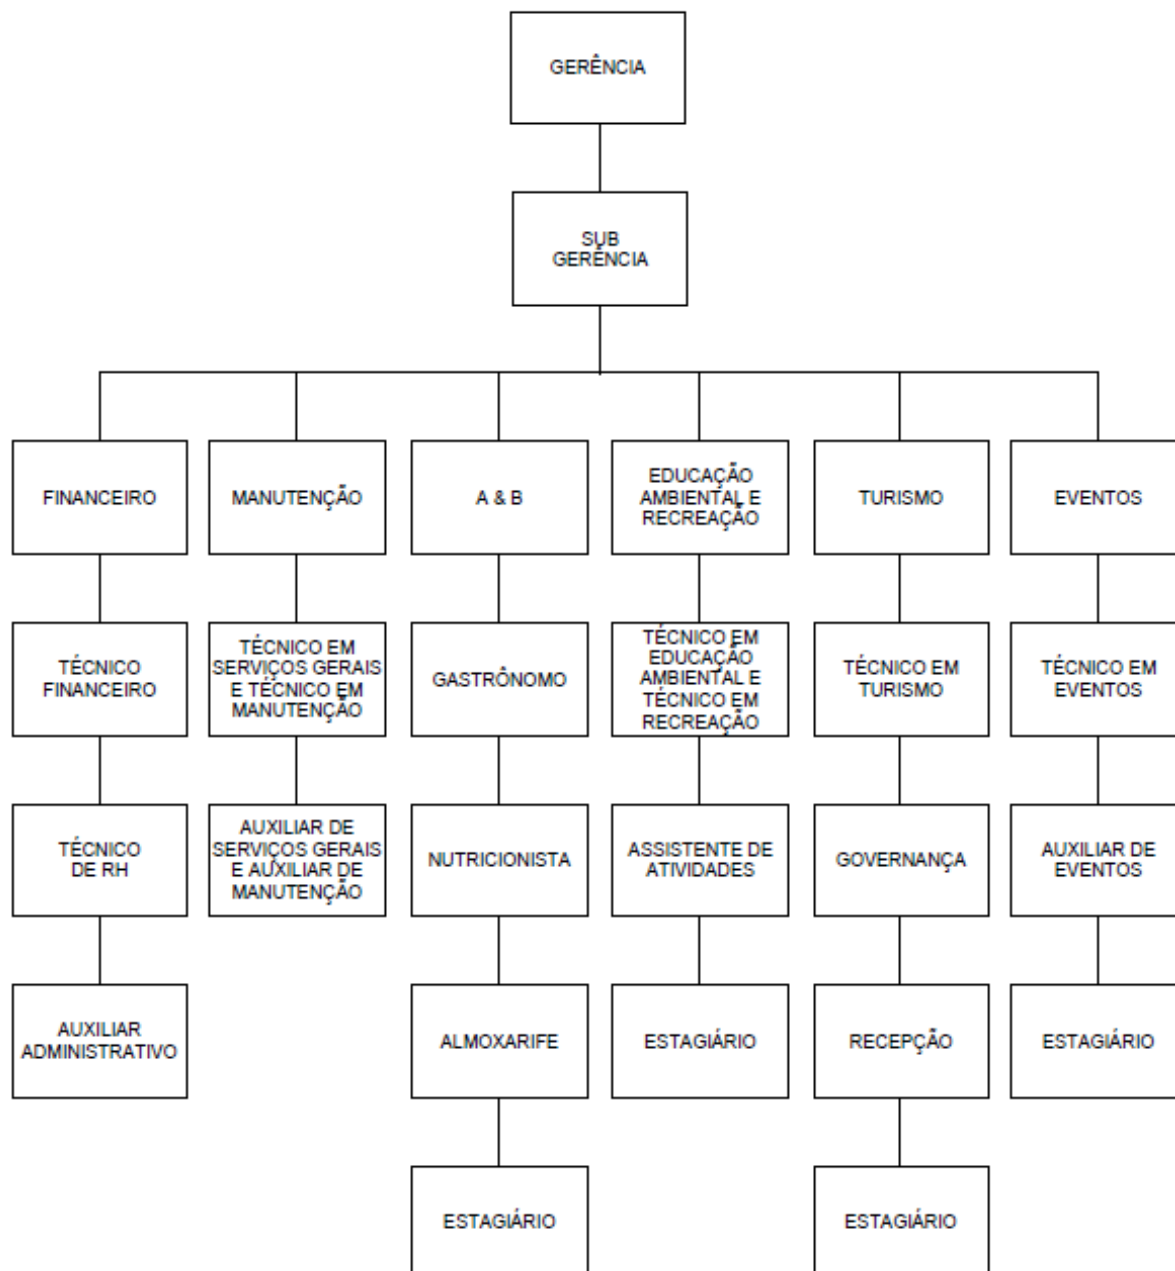 GERÊNCIA
SUB
GERÊNCIA
FINANCEIRO
MANUTENÇÃO
A & B
EDUCAÇÃO
AMBIENTAL E
RECREAÇÃO
TURISMO
EVENTOS
TÉCNICO
FINANCEIRO
TÉCNICO EM
SERVIÇOS GERAIS
E TÉCNICO EM
MANUTENÇÃO
GASTRÔNOMO
TÉCNICO EM
EDUCAÇÃO
AMBIENTAL E
TÉCNICO EM
RECREAÇÃO
TÉCNICO EM
TURISMO
TÉCNICO EM
EVENTOS
TÉCNICO
DE RH
AUXILIAR DE
SERVIÇOS GERAIS
E AUXILIAR DE
MANUTENÇÃO
NUTRICIONISTA
ASSISTENTE DE
ATIVIDADES
GOVERNANÇA
AUXILIAR DE
EVENTOS
AUXILIAR
ADMINISTRATIVO
ALMOXARIFE
ESTAGIÁRIO
RECEPÇÃO
ESTAGIÁRIO
ESTAGIÁRIO
ESTAGIÁRIO